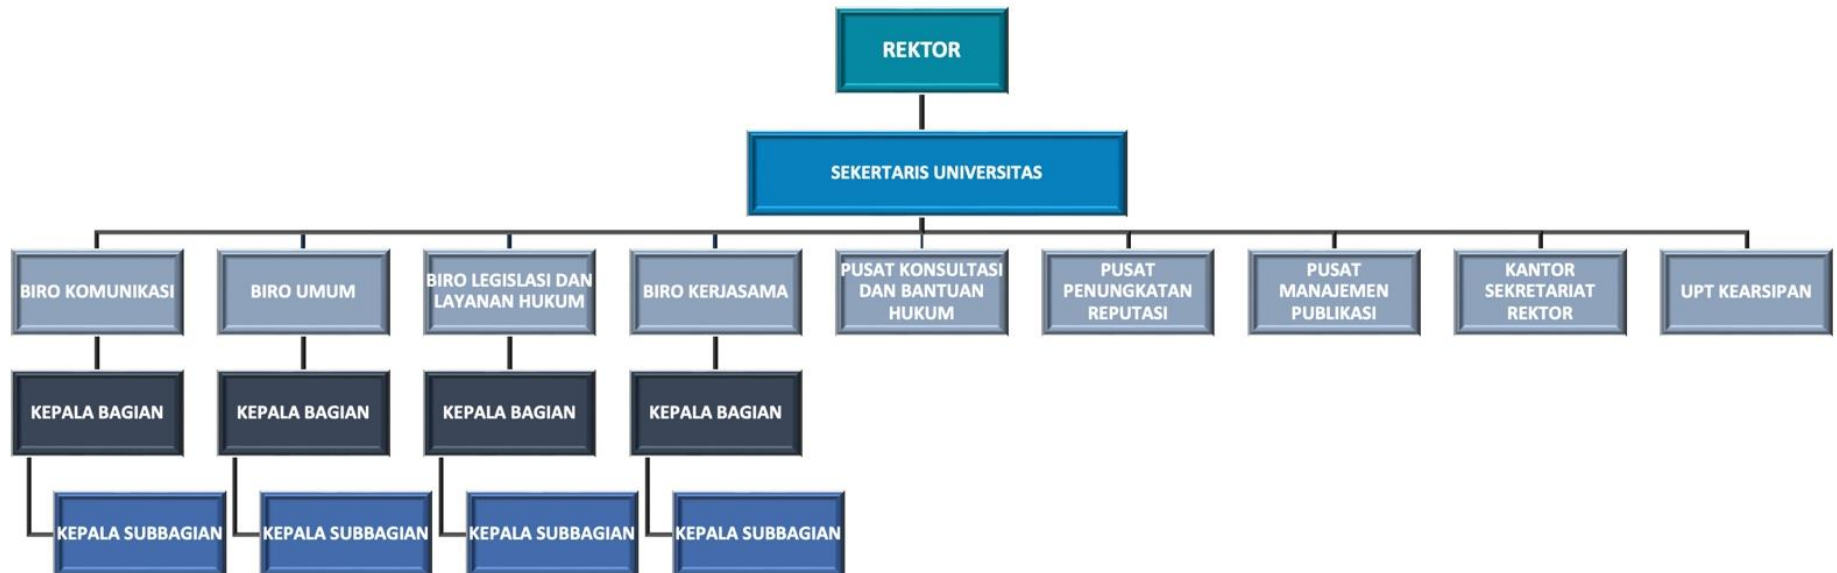 REKTOR
SEKERTARIS UNIVERSITAS
BIRO KOMUNIKASI
BIRO UMUM
BIRO LEGISLASI DAN
LAYANAN HUKUM
BIRO KERJASAMA
PUSAT KONSULTASI
DAN BANTUAN
HUKUM
PUSAT
PENUNGKATAN
REPUTASI
PUSAT
MANAJEMEN
PUBLIKASI
KANTOR
SEKRETARIAT
REKTOR
UPT KEARSIPAN
KEPALA BAGIAN
KEPALA BAGIAN
KEPALA BAGIAN
KEPALA BAGIAN
KEPALA SUBBAGIAN
KEPALA SUBBAGIAN
KEPALA SUBBAGIAN
KEPALA SUBBAGIAN